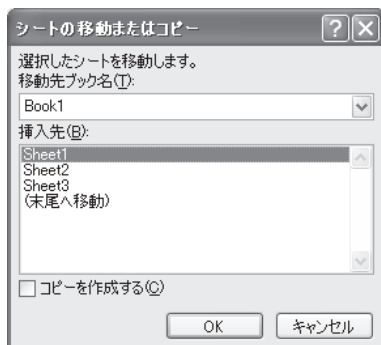 シートの移動またはコピー
選択したシートを移動します。
移動先ブック名(T):
Book1
挿入先(B):
Sheet1
Sheet2
Sheet3
(末尾へ移動)
コピーを作成する(C)
OK キャンセル